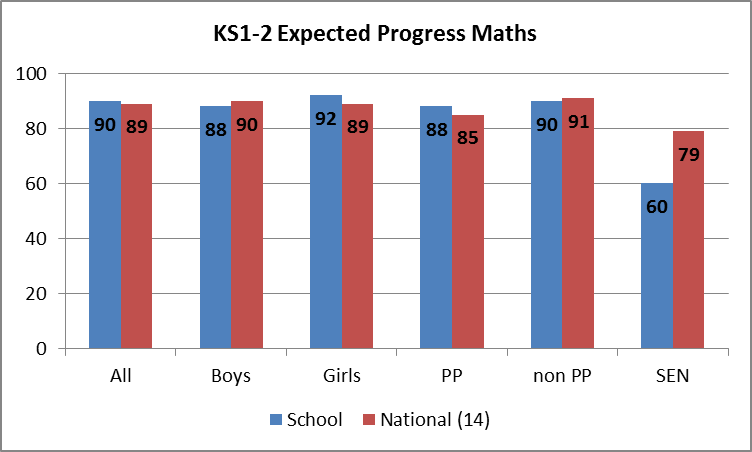 KS1-2 Expected Progress Maths
100
80
60
40
20
0
90 89 88 90 92 89 88 85 90 91 60 79
All Boys Girls PP non PP SEN
School National (14)